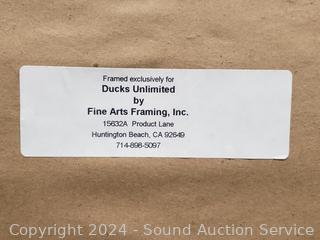 Framed exclusively for
Ducks Unlimited
by
Fine Arts Framing, Inc.
15632A Product Lane
Huntington Beach, CA 92649
714-898-5097
Copyright 2024 - Sound Auction Service